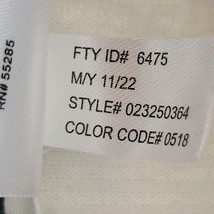 RN# 55285
FTY ID# 6475
M/Y 11/22
STYLE# 023250364
COLOR CODE# 0518